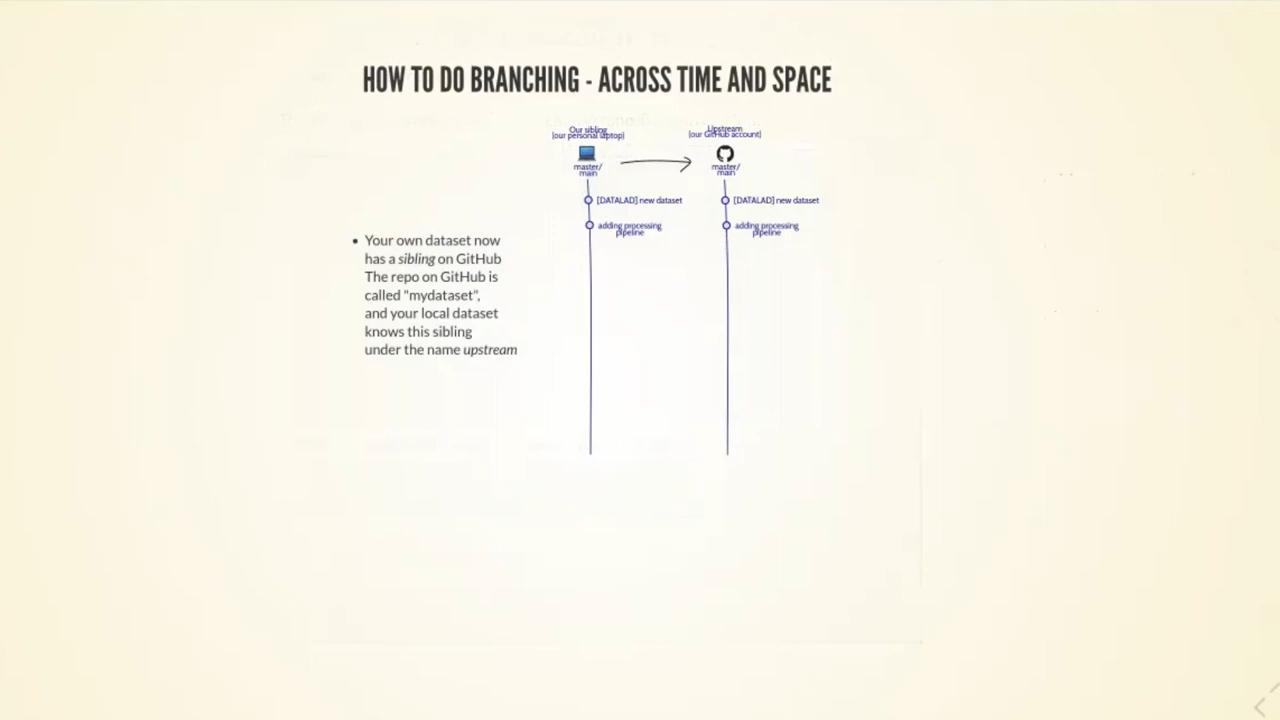 HOW TO DO BRANCHING - ACROSS TIME AND SPACE
Our sibling
(our personal laptop)
master/
main
[DATALAD] new dataset
adding processing
pipeline
Upstream
(our GitHub account)
master/
main
[DATALAD] new dataset
adding processing
pipeline
• Your own dataset now
has a sibling on GitHub
The repo on GitHub is
called "mydataset",
and your local dataset
knows this sibling
under the name upstream